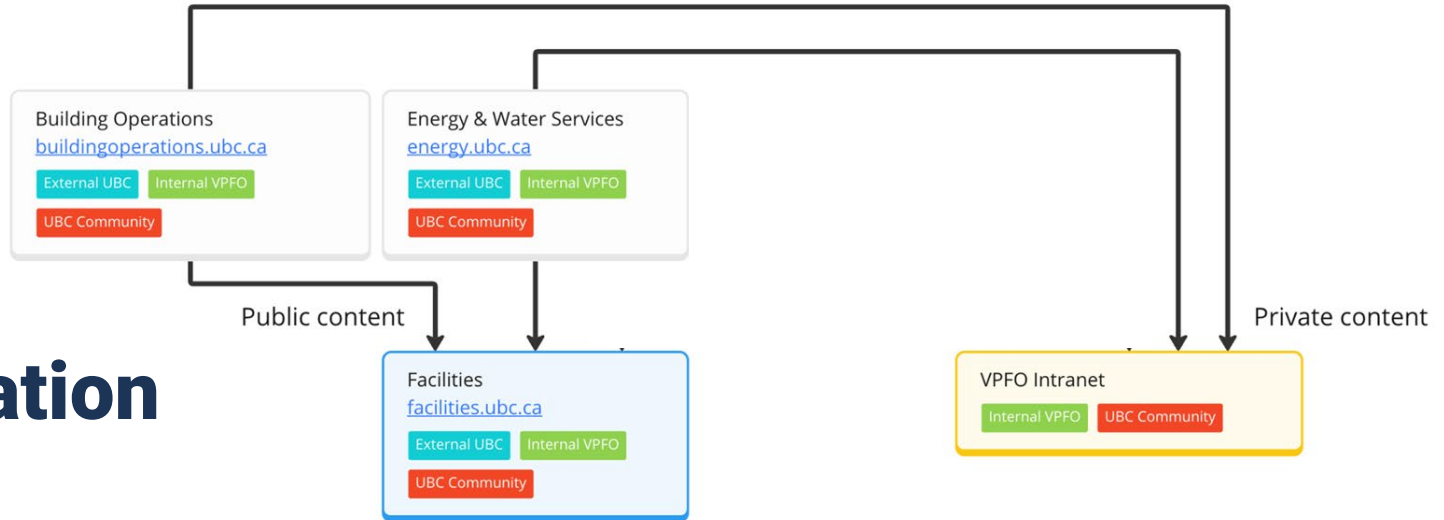 Building Operations
buildingoperations.ubc.ca
External UBC Internal VPFO
UBC Community
Energy & Water Services
energy.ubc.ca
External UBC Internal VPFO
UBC Community
Public content
Private content
ation
Facilities
facilities.ubc.ca
External UBC Internal VPFO
UBC Community
VPFO Intranet
Internal VPFO UBC Community